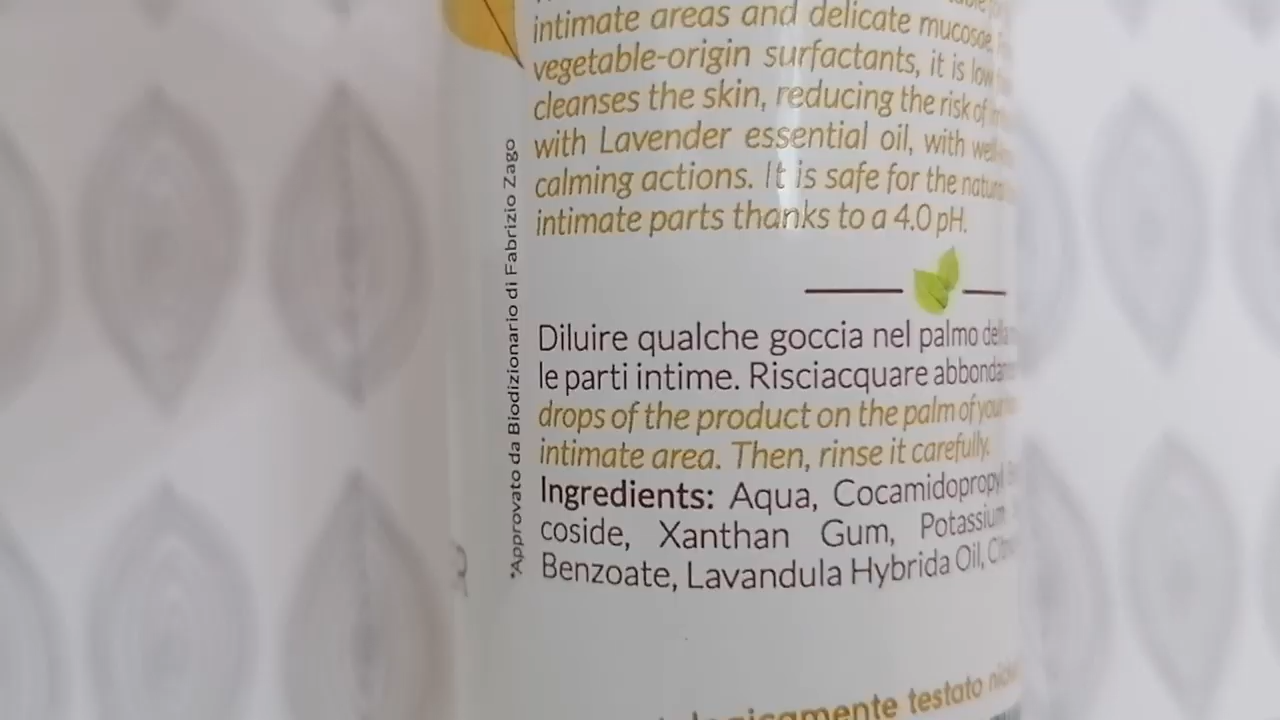 intimate areas and delicate mucosae.
vegetable-origin surfactants, it is low
cleanses the skin, reducing the risk of
with Lavender essential oil, with
calming actions. It is safe for the
intimate parts thanks to a 4.0 pH.
Diluire qualche goccia nel palmo
le parti intime. Risciacquare
drops of the product on the palm of your
intimate area. Then, rinse it carefully.
Ingredients: Aqua, Cocamidopropyl
coside, Xanthan Gum, Potassium
Benzoate, Lavandula Hybrida Oil,
testato
*Approvato da Biodizionario di Fabrizio Zago